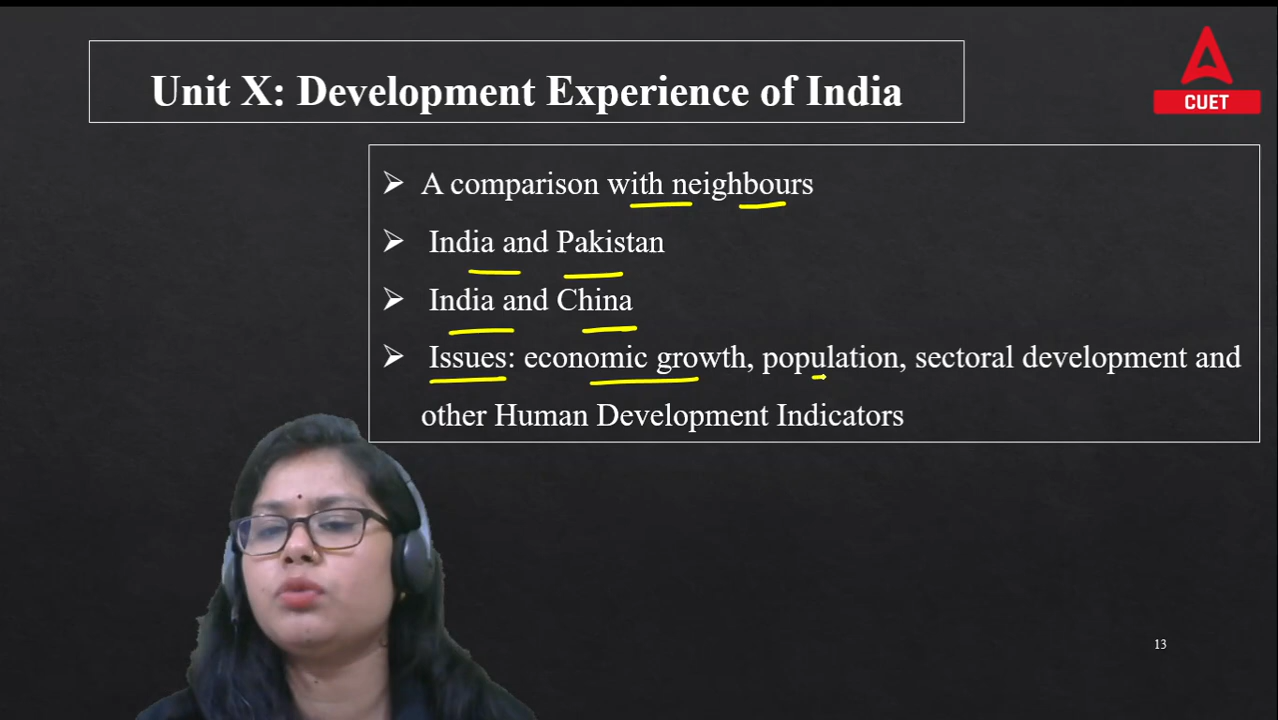 Unit X: Development Experience of India
CUET
➢ A comparison with neighbours
➢ India and Pakistan
➢ India and China
➢ Issues: economic growth, population, sectoral development and
other Human Development Indicators
13